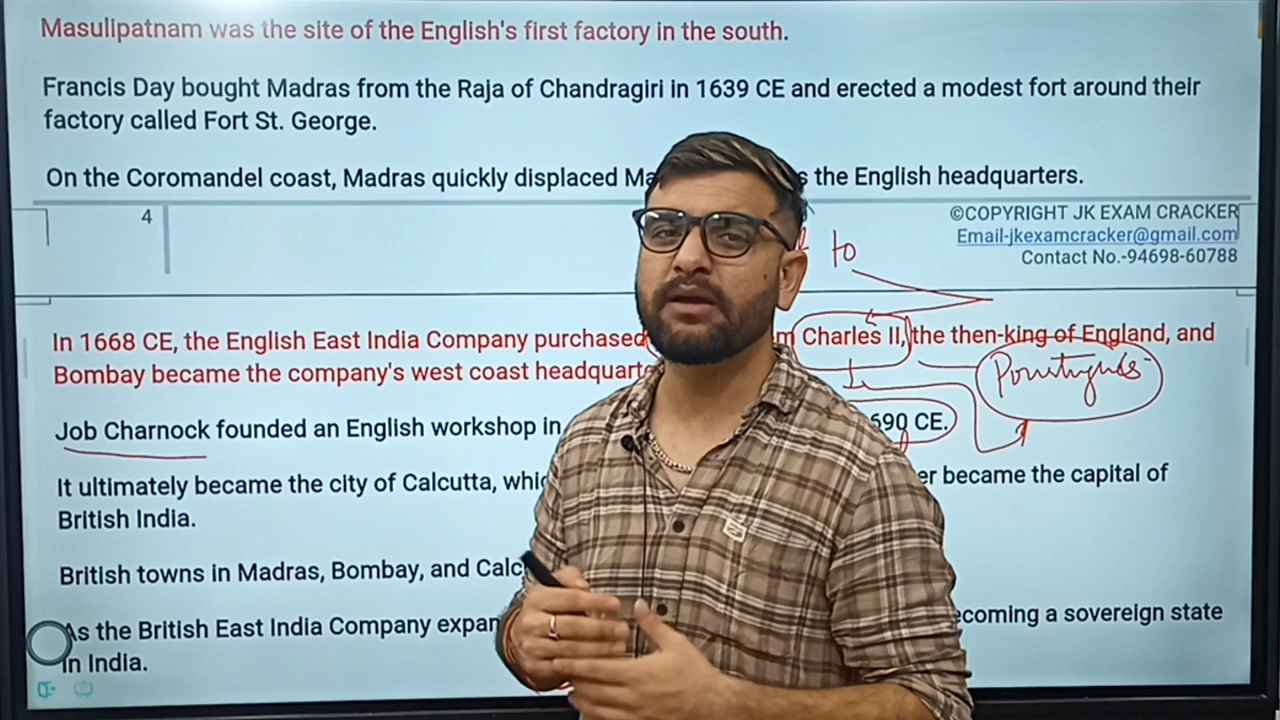 Masulipatnam was the site of the English's first factory in the south.
Francis Day bought Madras from the Raja of Chandragiri in 1639 CE and erected a modest fort around their
factory called Fort St. George.
On the Coromandel coast, Madras quickly displaced Ma s the English headquarters.
4
©COPYRIGHT JK EXAM CRACKER
Email-jkexamcracker@gmail.com
Contact No.-94698-60788
to
In 1668 CE, the English East India Company purchased m Charles II, the then-king of England, and
Bombay became the company's west coast headquart
Job Charnock founded an English workshop in 690 CE.
It ultimately became the city of Calcutta, whic er became the capital of
British India.
British towns in Madras, Bombay, and Calc
As the British East India Company expan ecoming a sovereign state
in India.